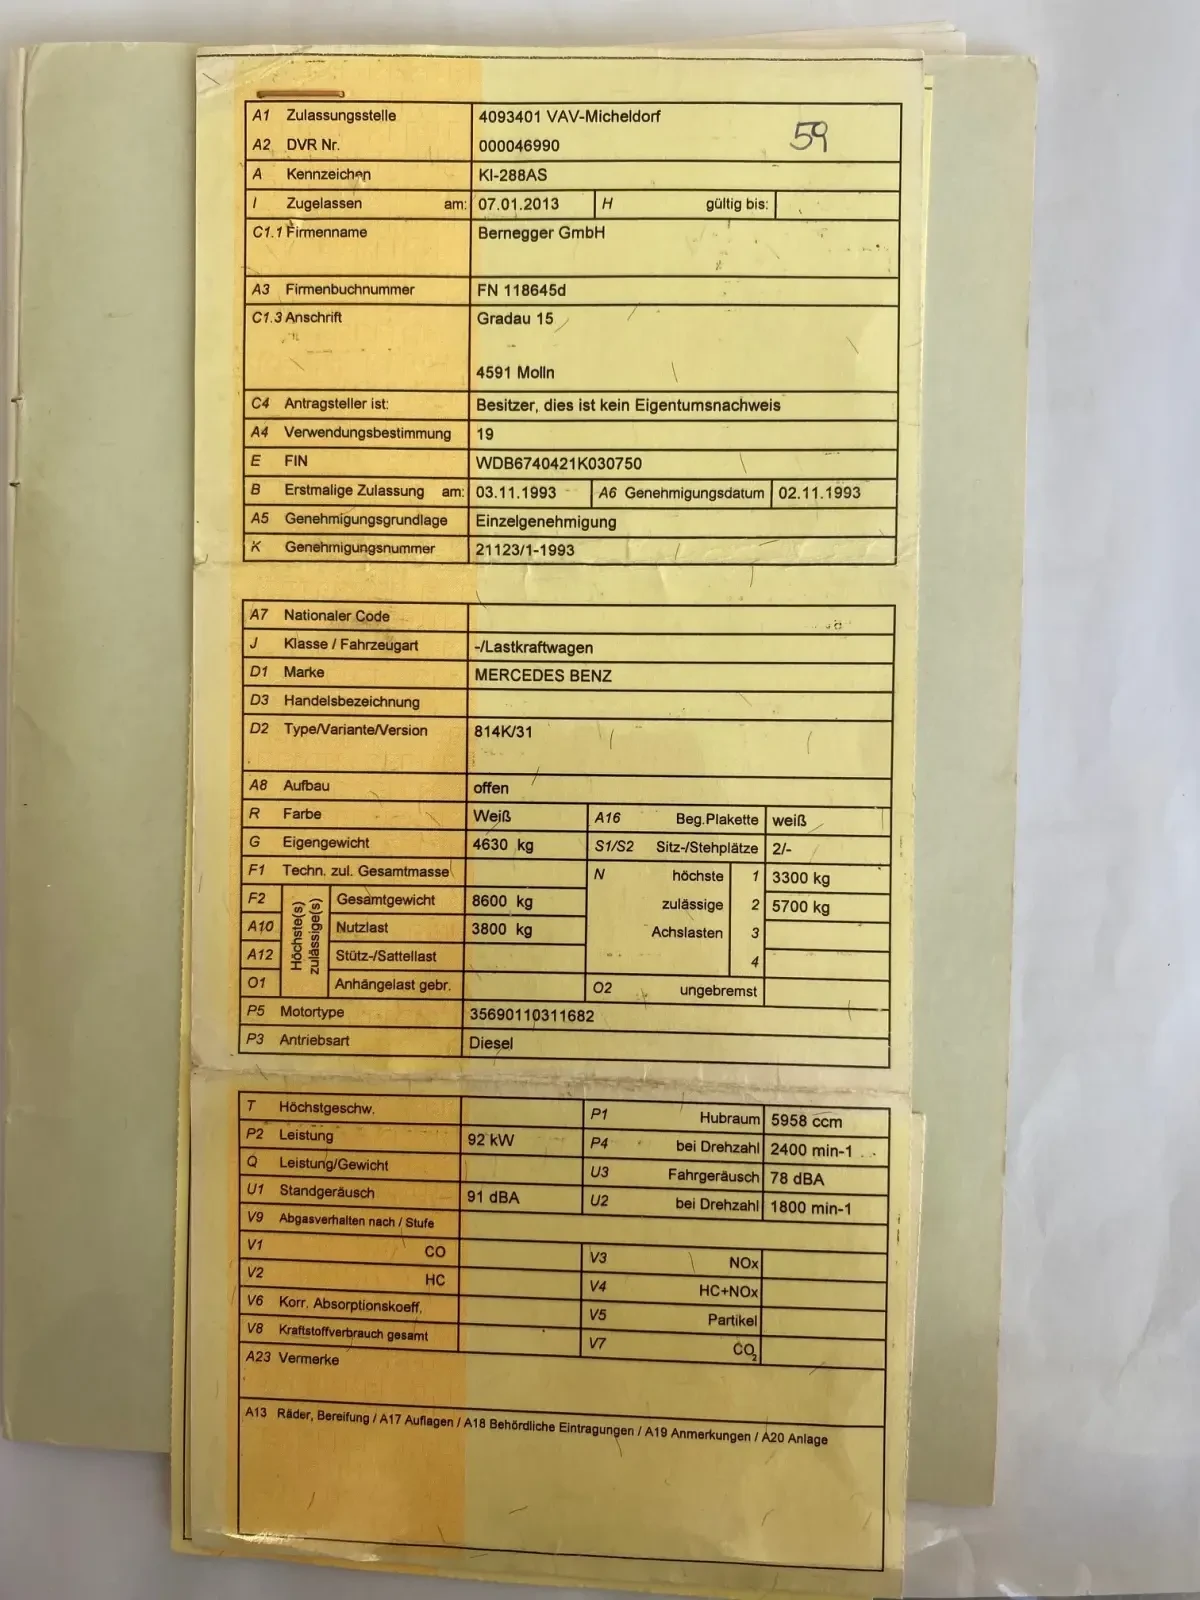 A1 Zulassungsstelle 4093401 VAV-Micheldorf
59
A2 DVR Nr. 000046990
A Kennzeichen KI-288AS
I Zugelassen am: 07.01.2013 H gültig bis:
C1.1 Firmenname Bernegger GmbH
A3 Firmenbuchnummer FN 118645d
C1.3 Anschrift Gradau 15
4591 Molln
C4 Antragsteller ist: Besitzer, dies ist kein Eigentumsnachweis
A4 Verwendungsbestimmung 19
E FIN WDB6740421K030750
B Erstmalige Zulassung am: 03.11.1993 A6 Genehmigungsdatum 02.11.1993
A5 Genehmigungsgrundlage Einzelgenehmigung
K Genehmigungsnummer 21123/1-1993
A7 Nationaler Code
J Klasse / Fahrzeugart -/Lastkraftwagen
D1 Marke MERCEDES BENZ
D3 Handelsbezeichnung
D2 Type/Variante/Version 814K/31
A8 Aufbau offen
R Farbe Weiß A16 Beg.Plakette weiß
G Eigengewicht 4630 kg S1/S2 Sitz-/Stehplätze 2/-
F1 Techn. zul. Gesamtmasse N höchste 1 3300 kg
Höchste(s) zulässige(s)
F2 Gesamtgewicht 8600 kg zulässige 2 5700 kg
A10 Nutzlast 3800 kg Achslasten 3
A12 Stütz-/Sattellast 4
O1 Anhängelast gebr. O2 ungebremst
P5 Motortype 35690110311682
P3 Antriebsart Diesel
T Höchstgeschw. P1 Hubraum 5958 ccm
P2 Leistung 92 kW P4 bei Drehzahl 2400 min-1
Q Leistung/Gewicht U3 Fahrgeräusch 78 dBA
U1 Standgeräusch 91 dBA U2 bei Drehzahl 1800 min-1
V9 Abgasverhalten nach / Stufe
V1 CO V3 NOx
V2 HC V4 HC+NOx
V6 Korr. Absorptionskoeff. V5 Partikel
V8 Kraftstoffverbrauch gesamt V7 CO₂
A23 Vermerke
A13 Räder, Bereifung / A17 Auflagen / A18 Behördliche Eintragungen / A19 Anmerkungen / A20 Anlage